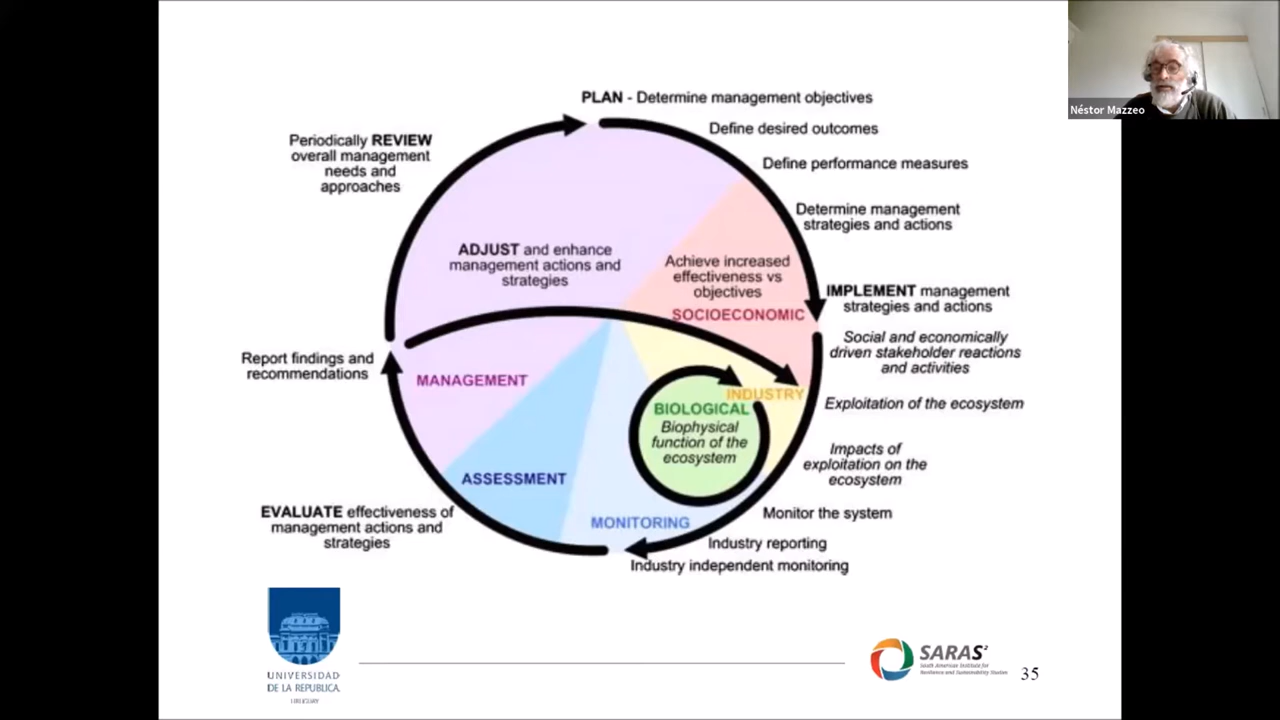 Néstor Mazzeo
PLAN - Determine management objectives
Define desired outcomes
Define performance measures
Determine management
strategies and actions
IMPLEMENT management
strategies and actions
Social and economically
driven stakeholder reactions
and activities
Exploitation of the ecosystem
Impacts of
exploitation on the
ecosystem
Monitor the system
Industry reporting
Industry independent monitoring
EVALUATE effectiveness of
management actions and
strategies
Report findings and
recommendations
Periodically REVIEW
overall management
needs and
approaches
ADJUST and enhance
management actions and
strategies
Achieve increased
effectiveness vs
objectives
SOCIOECONOMIC
MANAGEMENT
INDUSTRY
BIOLOGICAL
Biophysical
function of the
ecosystem
ASSESSMENT
MONITORING
UNIVERSIDAD
DE LA REPUBLICA
URUGUAY
SARAS²
South American Institute for
Resilience and Sustainability Studies
35